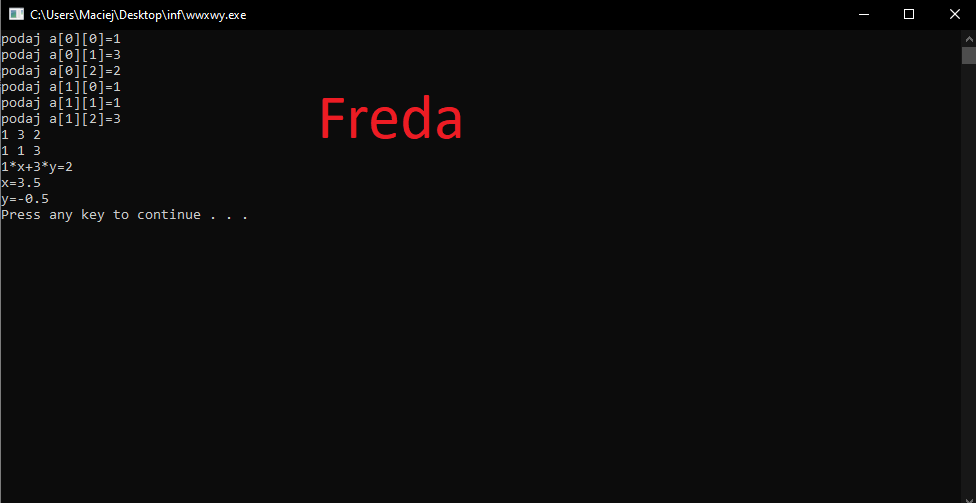 C:\Users\Maciej\Desktop\inf\wwxwy.exe
podaj a[0][0]=1
podaj a[0][1]=3
podaj a[0][2]=2
podaj a[1][0]=1
podaj a[1][1]=1
podaj a[1][2]=3
Freda
1 3 2
1 1 3
1*x+3*y=2
x=3.5
y=-0.5
Press any key to continue . . .